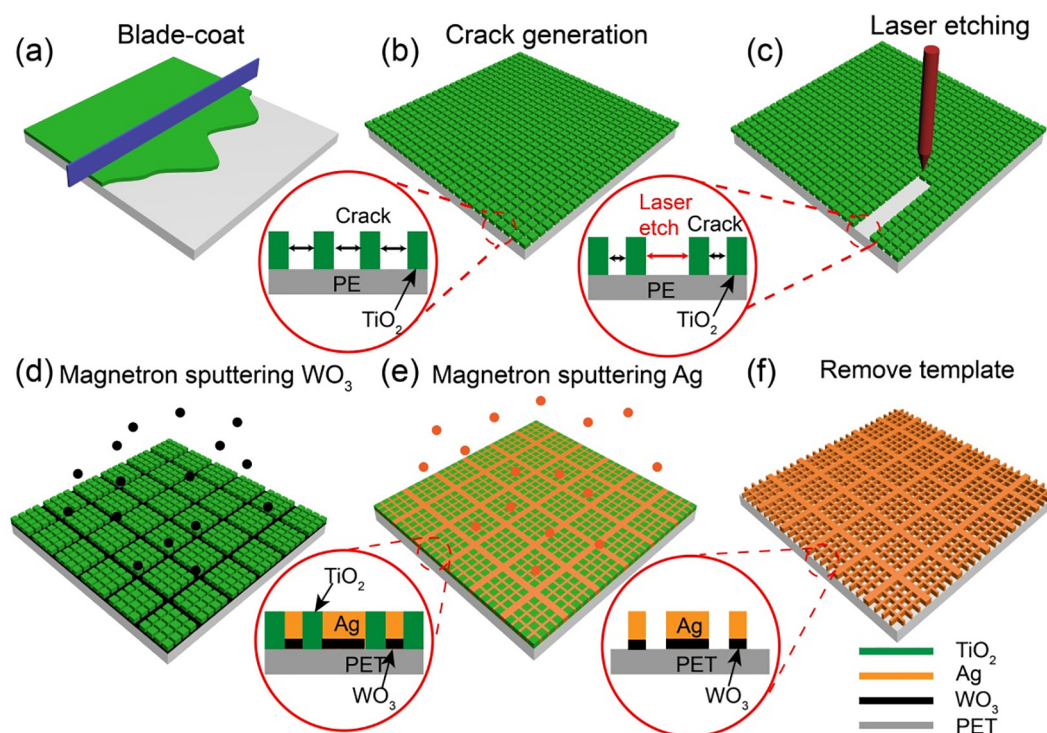 (a) Blade-coat
(b) Crack generation
(c) Laser etching
Crack
PE
TiO₂
Laser
etch
Crack
PE
TiO₂
(d) Magnetron sputtering WO₃
(e) Magnetron sputtering Ag
(f) Remove template
TiO₂
Ag
PET
WO₃
Ag
PET
WO₃
TiO₂
Ag
WO₃
PET